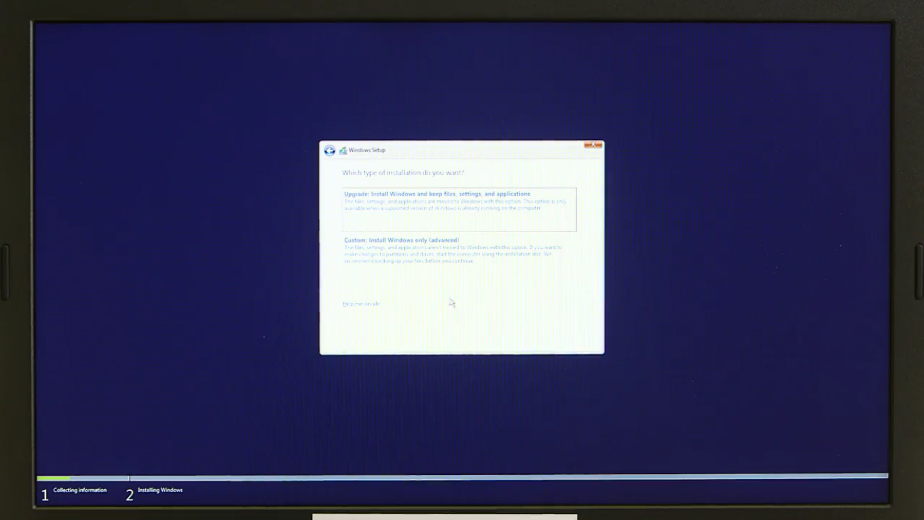 Windows Setup
Which type of installation do you want?
Upgrade: Install Windows and keep files, settings, and applications
The files, settings, and applications are moved to Windows with this option. This option is only
available when a supported version of Windows is already running on the computer.
Custom: Install Windows only (advanced)
The files, settings, and applications aren't moved to Windows with this option. If you want to
make changes to partitions and drives, start the computer using the installation disc. We
recommend backing up your files before you continue.
Help me decide
1 Collecting information 2 Installing Windows